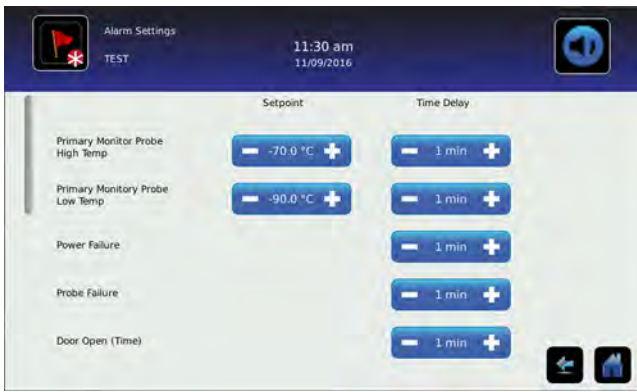 Alarm Settings
TEST
11:30 am
11/09/2016
Setpoint
Time Delay
Primary Monitor Probe
High Temp
-70.0 °C
1 min
Primary Monitory Probe
Low Temp
-90.0 °C
1 min
Power Failure
1 min
Probe Failure
1 min
Door Open (Time)
1 min